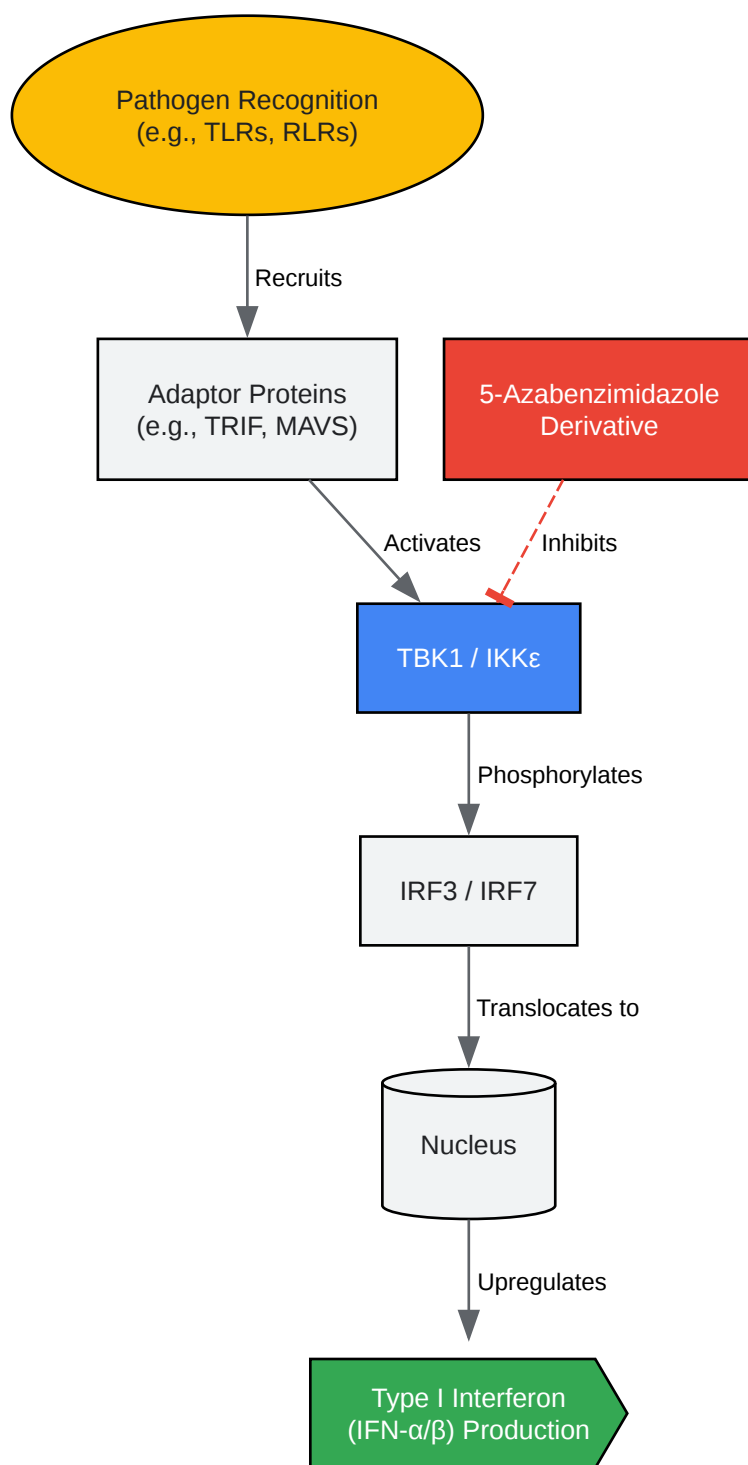 Pathogen Recognition
(e.g., TLRs, RLRs)
Recruits
Adaptor Proteins
(e.g., TRIF, MAVS)
5-Azabenzimidazole
Derivative
Activates
Inhibits
TBK1 / IKKε
Phosphorylates
IRF3 / IRF7
Translocates to
Nucleus
Upregulates
Type I Interferon
(IFN-α/β) Production